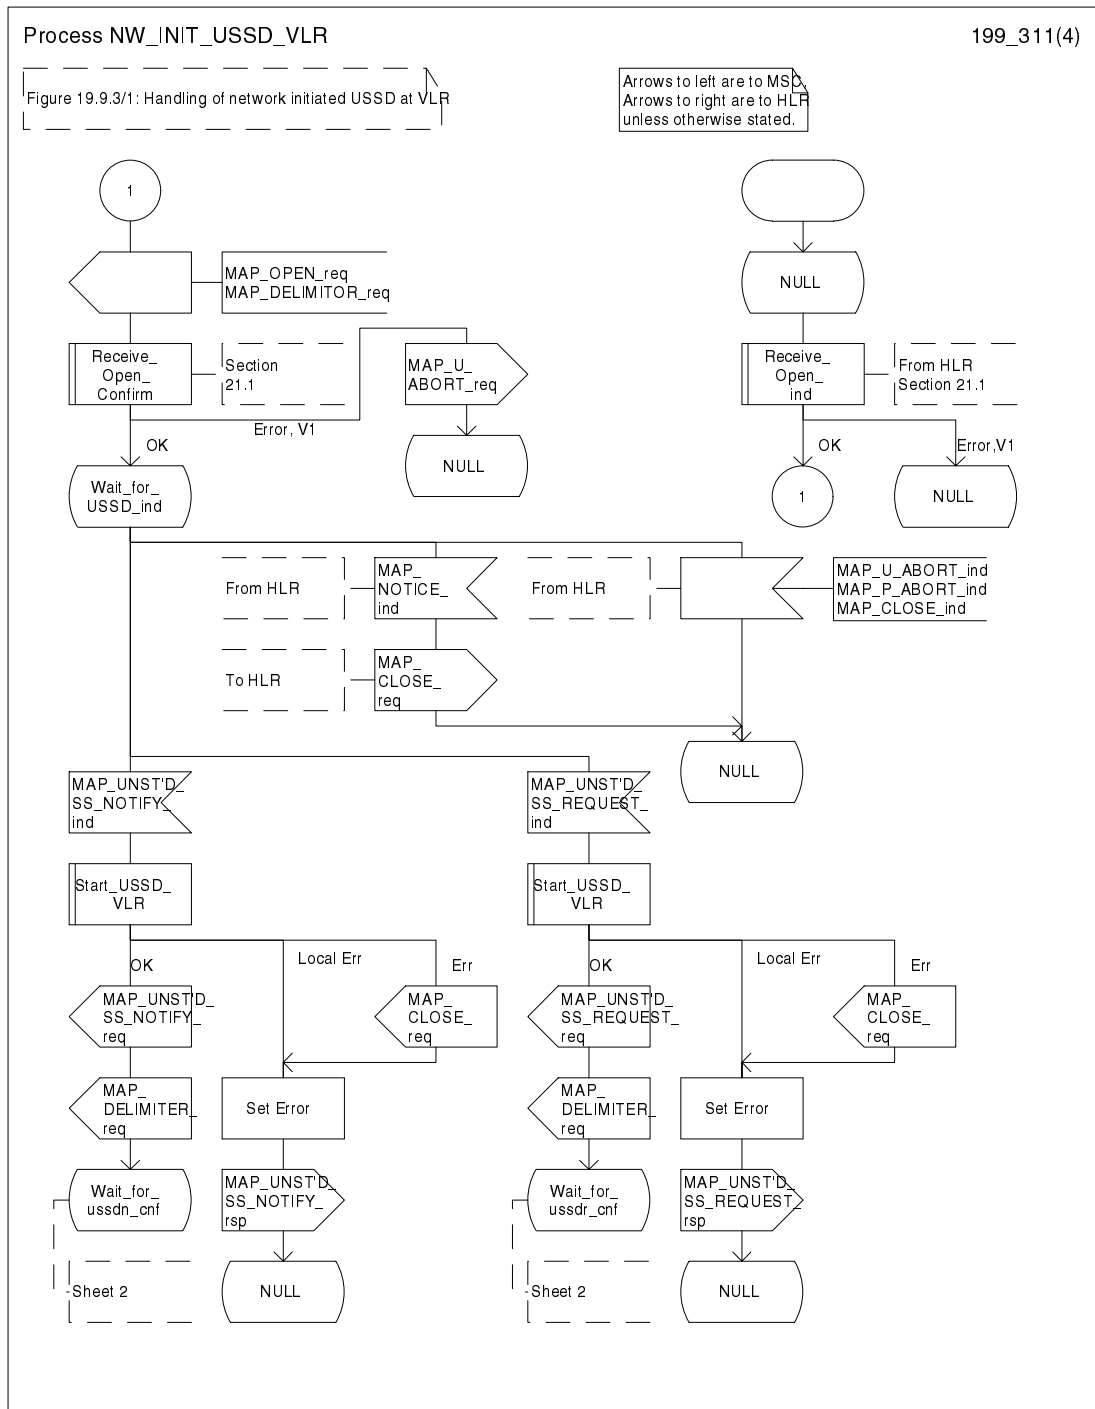 Process NW_INIT_USSD_VLR
199_311(4)
Figure 19.9.3/1: Handling of network initiated USSD at VLR
Arrows to left are to MSC,
Arrows to right are to HLR
unless otherwise stated.
1
MAP_OPEN_req
MAP_DELIMITOR_req
NULL
Receive_
Open_
Confirm
Section
21.1
MAP_U_
ABORT_req
Receive_
Open_
ind
From HLR
Section 21.1
Error, V1
OK
NULL
OK
Error,V1
Wait_for_
USSD_ind
1
NULL
From HLR
MAP_
NOTICE_
ind
From HLR
MAP_U_ABORT_ind
MAP_P_ABORT_ind
MAP_CLOSE_ind
To HLR
MAP_
CLOSE_
req
NULL
MAP_UNST'D_
SS_NOTIFY_
ind
MAP_UNST'D_
SS_REQUEST_
ind
Start_USSD_
VLR
Start_USSD_
VLR
OK
Local Err
Err
OK
Local Err
Err
MAP_UNST'D_
SS_NOTIFY_
req
MAP_
CLOSE_
req
MAP_UNST'D_
SS_REQUEST_
req
MAP_
CLOSE_
req
MAP_
DELIMITER_
req
Set Error
MAP_
DELIMITER_
req
Set Error
Wait_for_
ussdn_cnf
MAP_UNST'D_
SS_NOTIFY_
rsp
Wait_for_
ussdr_cnf
MAP_UNST'D_
SS_REQUEST_
rsp
Sheet 2
NULL
Sheet 2
NULL